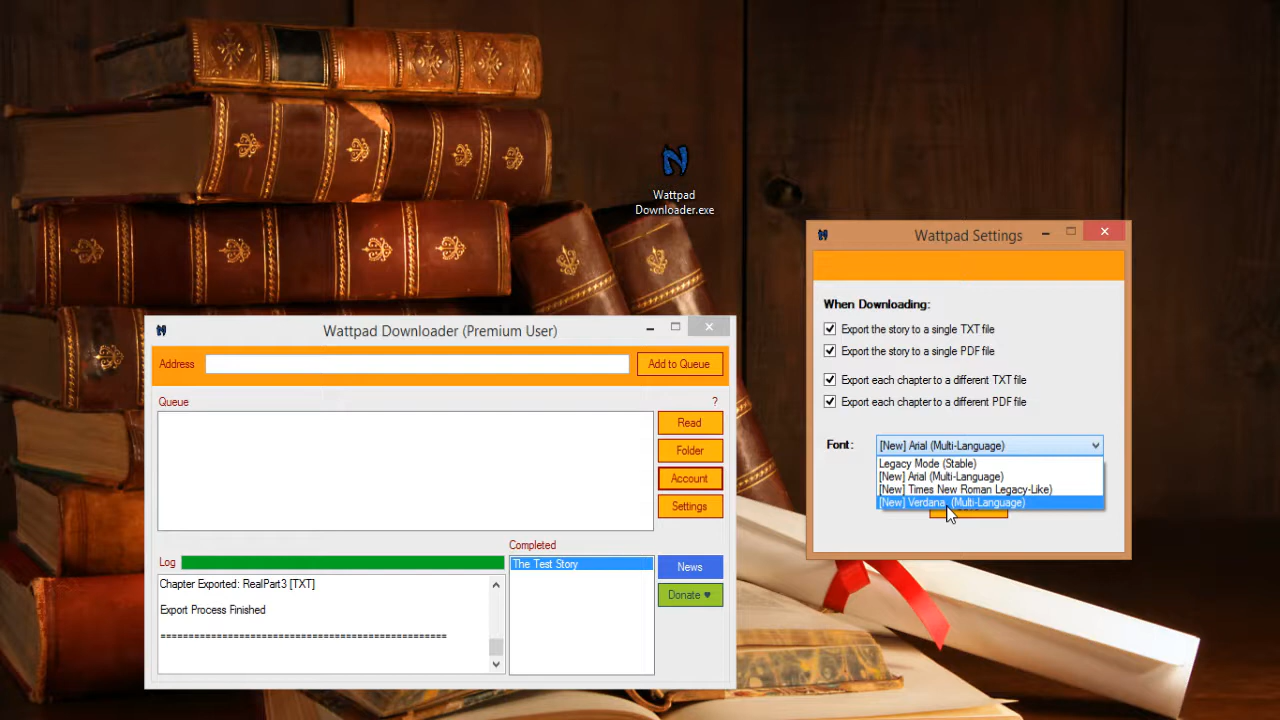 Wattpad
Downloader.exe
Wattpad Downloader (Premium User)
Address
Add to Queue
Queue
?
Read
Folder
Account
Settings
Log
Completed
Chapter Exported: RealPart3 [TXT]
Export Process Finished
==================================================
The Test Story
News
Donate ♥
Wattpad Settings
When Downloading:
Export the story to a single TXT file
Export the story to a single PDF file
Export each chapter to a different TXT file
Export each chapter to a different PDF file
Font:
[New] Arial (Multi-Language)
Legacy Mode (Stable)
[New] Arial (Multi-Language)
[New] Times New Roman Legacy-Like)
[New] Verdana (Multi-Language)